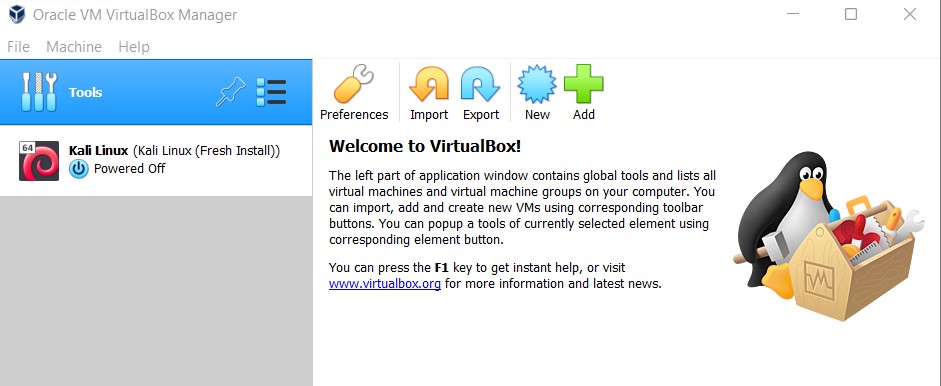 Oracle VM VirtualBox Manager
File Machine Help
Tools
64
Kali Linux (Kali Linux (Fresh Install))
Powered Off
Preferences Import Export New Add
Welcome to VirtualBox!
The left part of application window contains global tools and lists all
virtual machines and virtual machine groups on your computer. You
can import, add and create new VMs using corresponding toolbar
buttons. You can popup a tools of currently selected element using
corresponding element button.
You can press the F1 key to get instant help, or visit
www.virtualbox.org for more information and latest news.